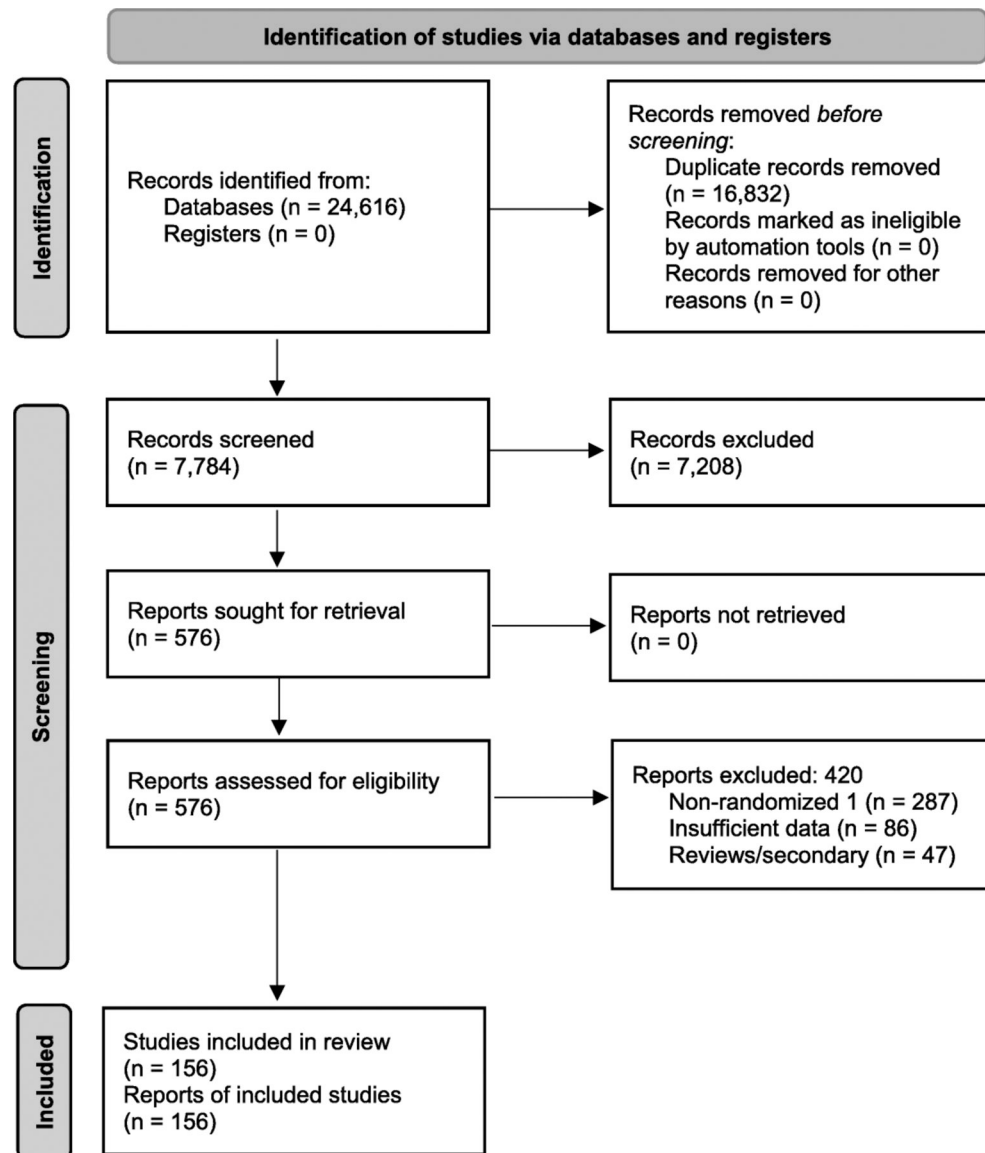 Identification of studies via databases and registers
Identification
Records identified from:
Databases (n = 24,616)
Registers (n = 0)
Records removed before
screening:
Duplicate records removed
(n = 16,832)
Records marked as ineligible
by automation tools (n = 0)
Records removed for other
reasons (n = 0)
Screening
Records screened
(n = 7,784)
Records excluded
(n = 7,208)
Reports sought for retrieval
(n = 576)
Reports not retrieved
(n = 0)
Reports assessed for eligibility
(n = 576)
Reports excluded: 420
Non-randomized 1 (n = 287)
Insufficient data (n = 86)
Reviews/secondary (n = 47)
Included
Studies included in review
(n = 156)
Reports of included studies
(n = 156)